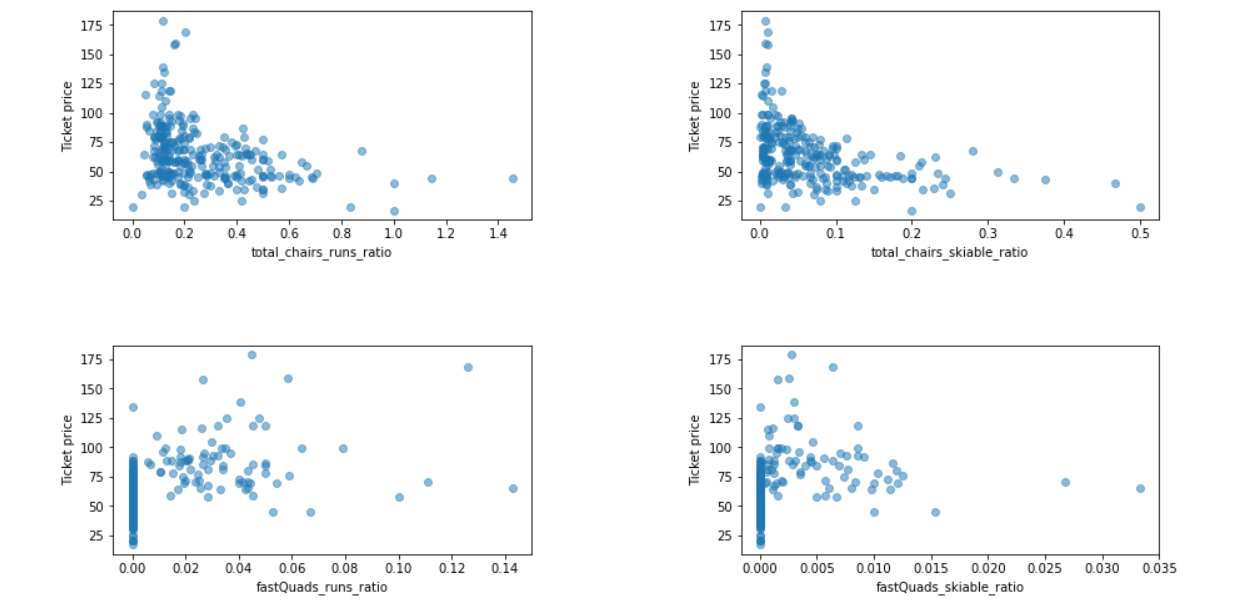 175
150
125
100
75
50
25
Ticket price
0.0 0.2 0.4 0.6 0.8 1.0 1.2 1.4
total_chairs_runs_ratio
175
150
125
100
75
50
25
Ticket price
0.0 0.1 0.2 0.3 0.4 0.5
total_chairs_skiable_ratio
175
150
125
100
75
50
25
Ticket price
0.00 0.02 0.04 0.06 0.08 0.10 0.12 0.14
fastQuads_runs_ratio
175
150
125
100
75
50
25
Ticket price
0.000 0.005 0.010 0.015 0.020 0.025 0.030 0.035
fastQuads_skiable_ratio